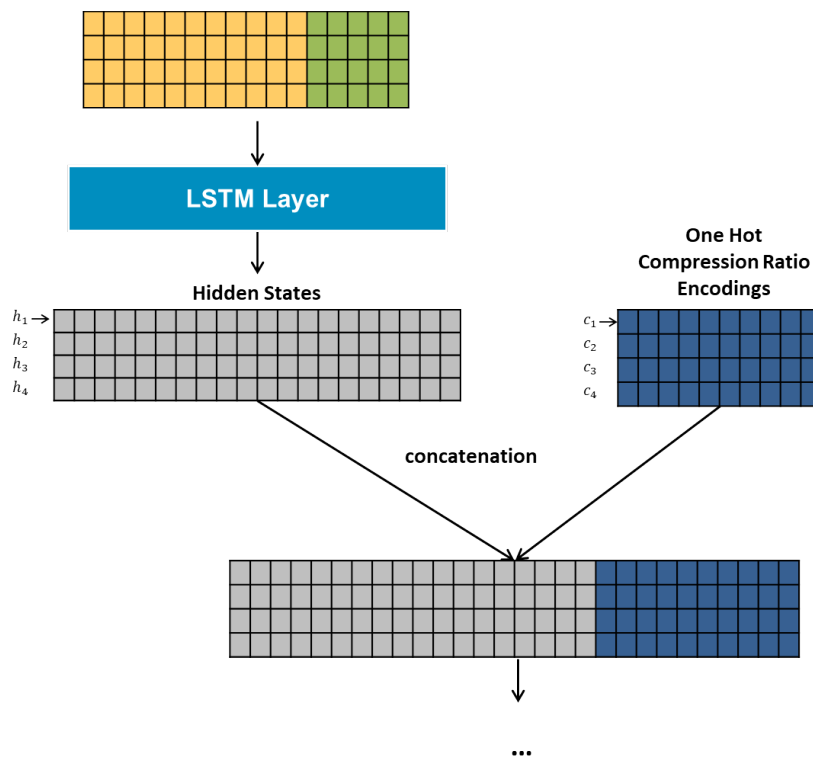 LSTM Layer
One Hot
Compression Ratio
Encodings
Hidden States
h₁
h₂
h₃
h₄
c₁
c₂
c₃
c₄
concatenation
...